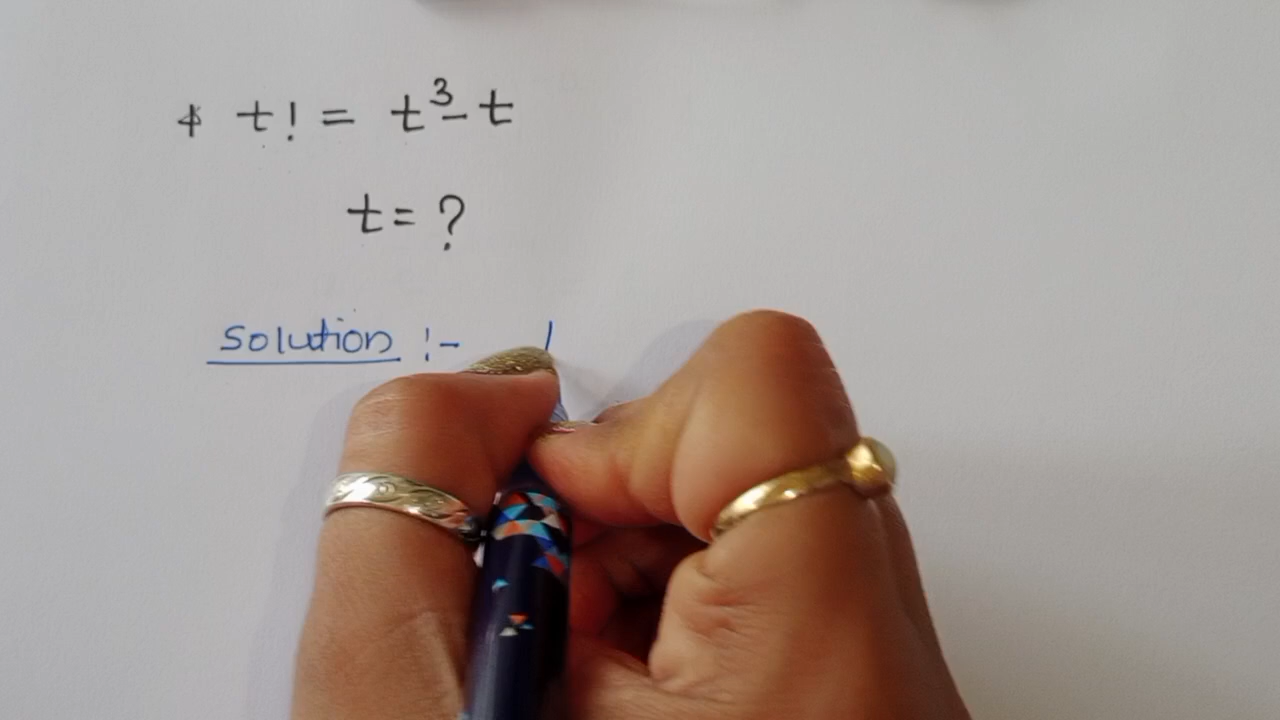 t! = t³ - t
t = ?
Solution :-